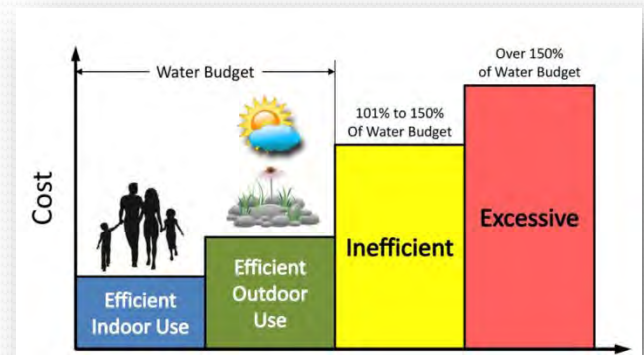 Water Budget
Over 150%
of Water Budget
101% to 150%
Of Water Budget
Cost
Efficient
Indoor Use
Efficient
Outdoor
Use
Inefficient
Excessive